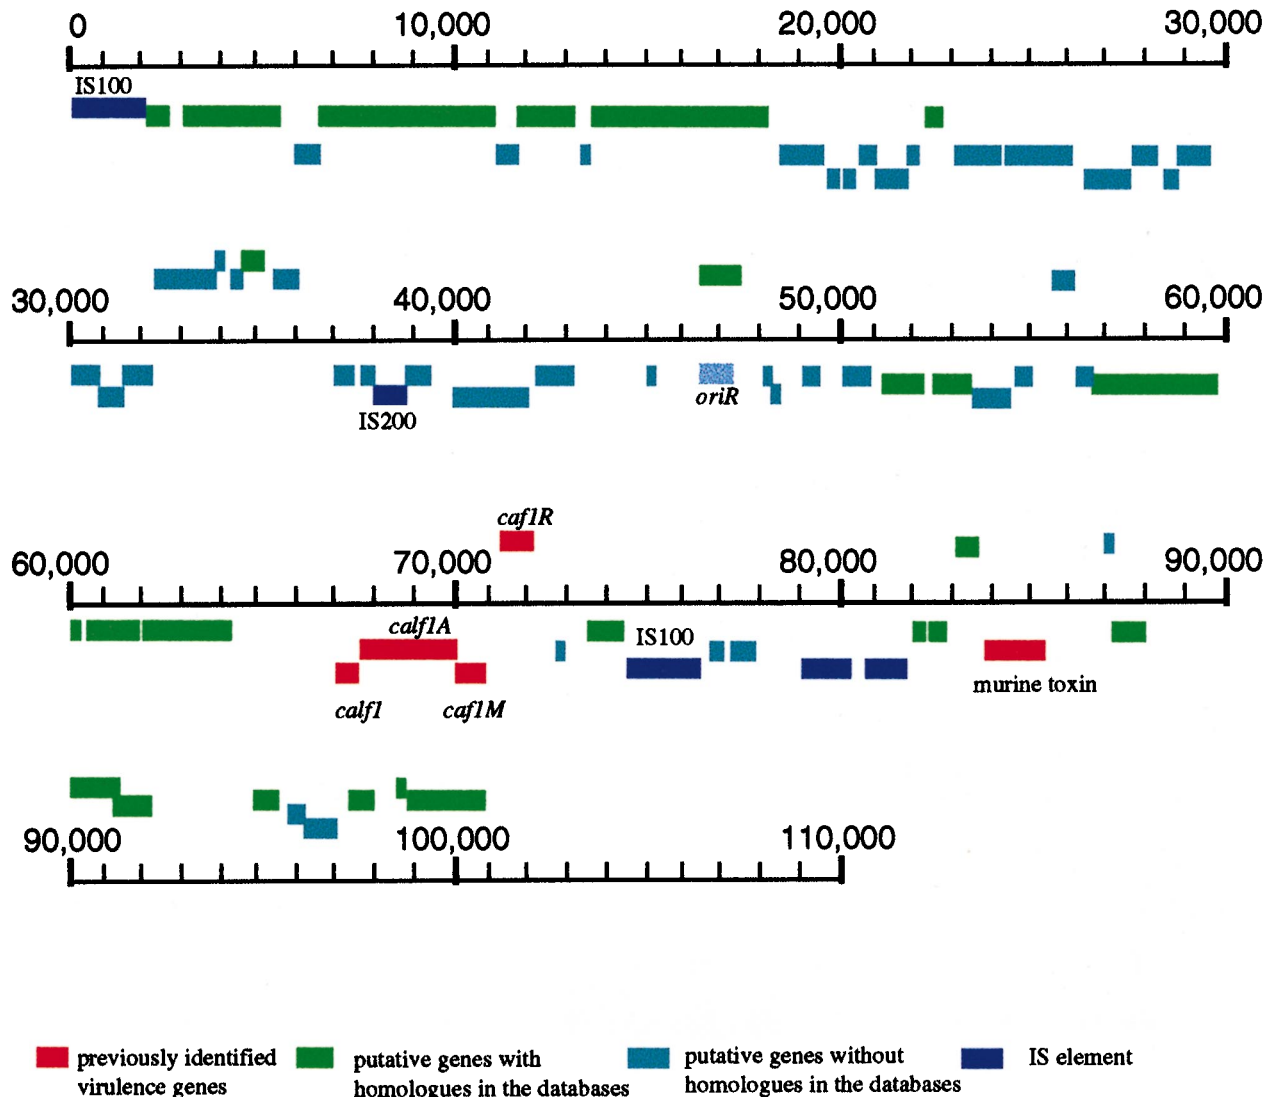 0 10,000 20,000 30,000
IS100
30,000 40,000 50,000 60,000
oriR
IS200
caf1R
60,000 70,000 80,000 90,000
calf1A
IS100
murine toxin
calf1 caf1M
90,000 100,000 110,000
previously identified
virulence genes
putative genes with
homologues in the databases
putative genes without
homologues in the databases
IS element